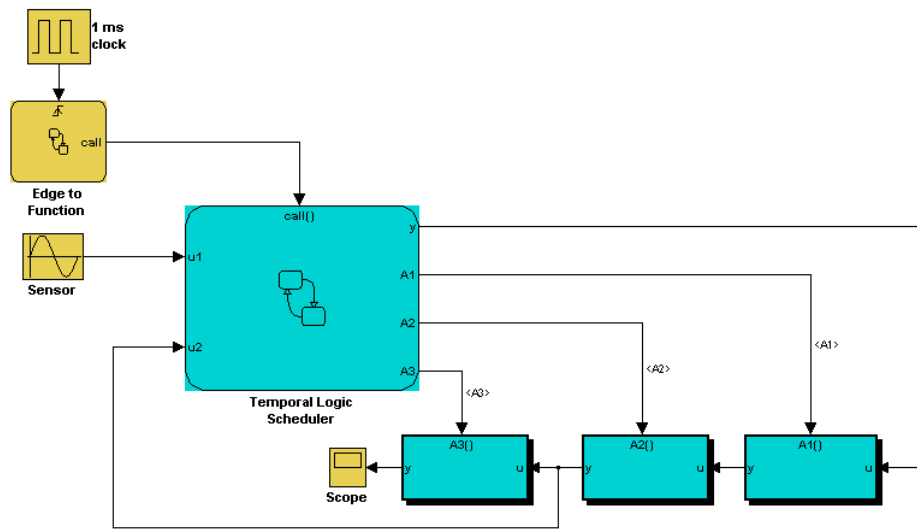 1 ms
clock
call
Edge to
Function
call()
y
u1
A1
Sensor
A2
u2
<A1>
<A2>
A3
<A3>
Temporal Logic
Scheduler
A3()
A2()
A1()
y
u
y
u
y
u
Scope